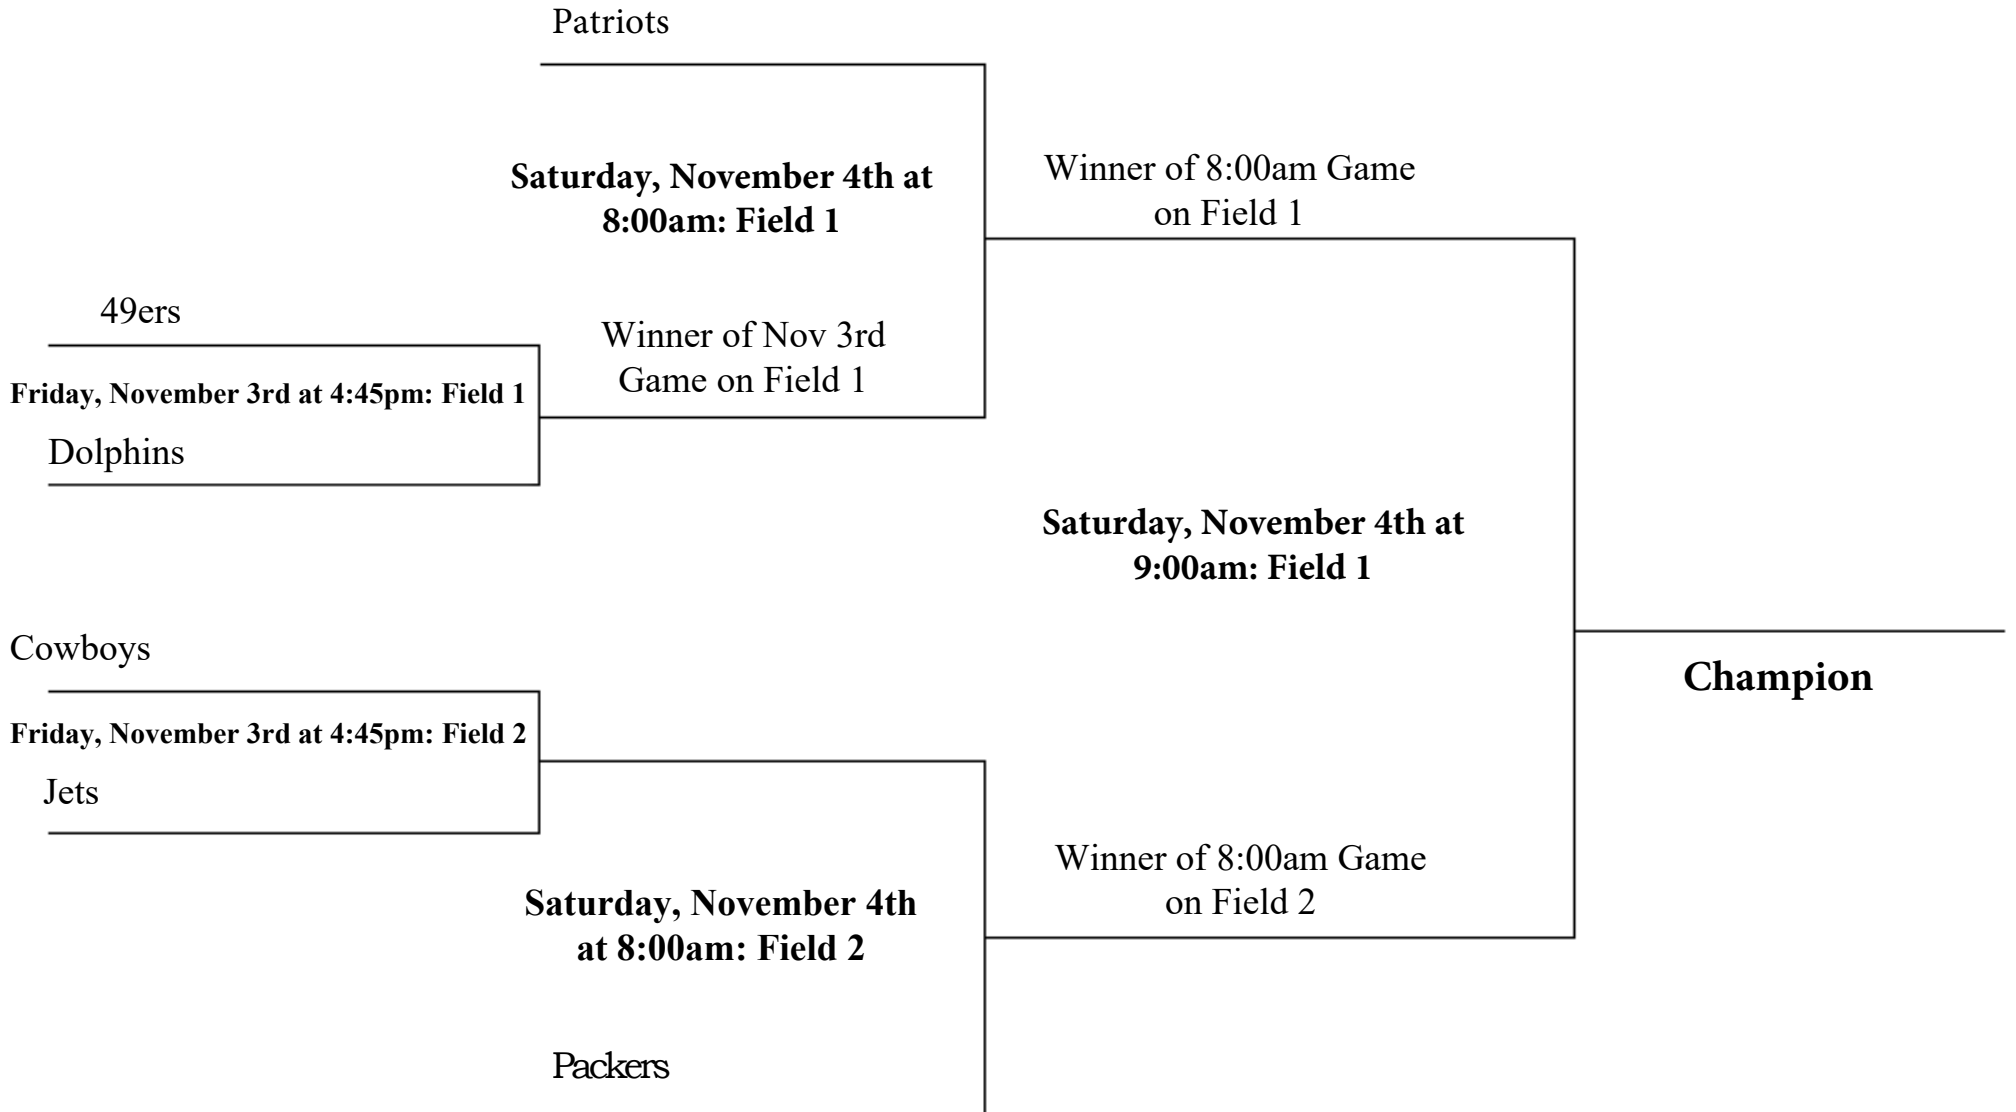 Patriots
Saturday, November 4th at
8:00am: Field 1
Winner of 8:00am Game
on Field 1
49ers
Friday, November 3rd at 4:45pm: Field 1
Dolphins
Winner of Nov 3rd
Game on Field 1
Saturday, November 4th at
9:00am: Field 1
Cowboys
Friday, November 3rd at 4:45pm: Field 2
Jets
Champion
Saturday, November 4th
at 8:00am: Field 2
Winner of 8:00am Game
on Field 2
Packers